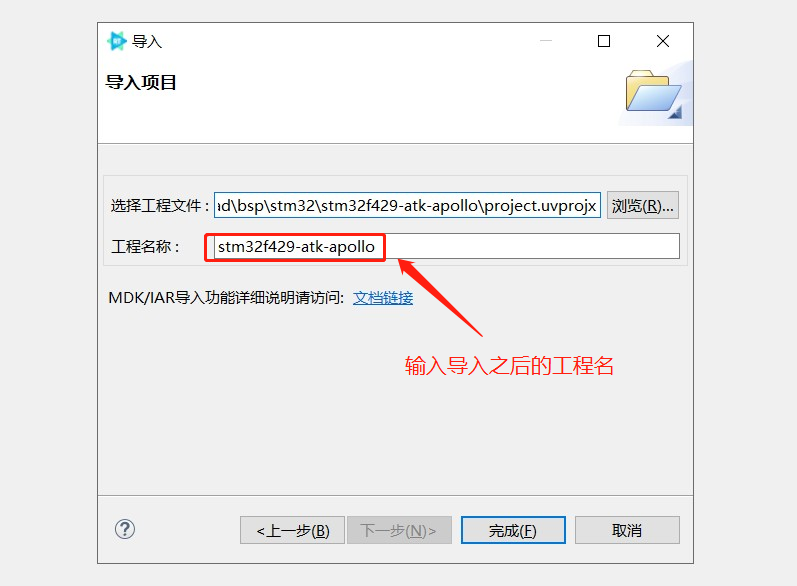 导入
导入项目
选择工程文件： ad\bsp\stm32\stm32f429-atk-apollo\project.uvprojx 浏览(R)...
工程名称： stm32f429-atk-apollo
MDK/IAR导入功能详细说明请访问: 文档链接
输入导入之后的工程名
? <上一步(B) 下一步(N)> 完成(F) 取消